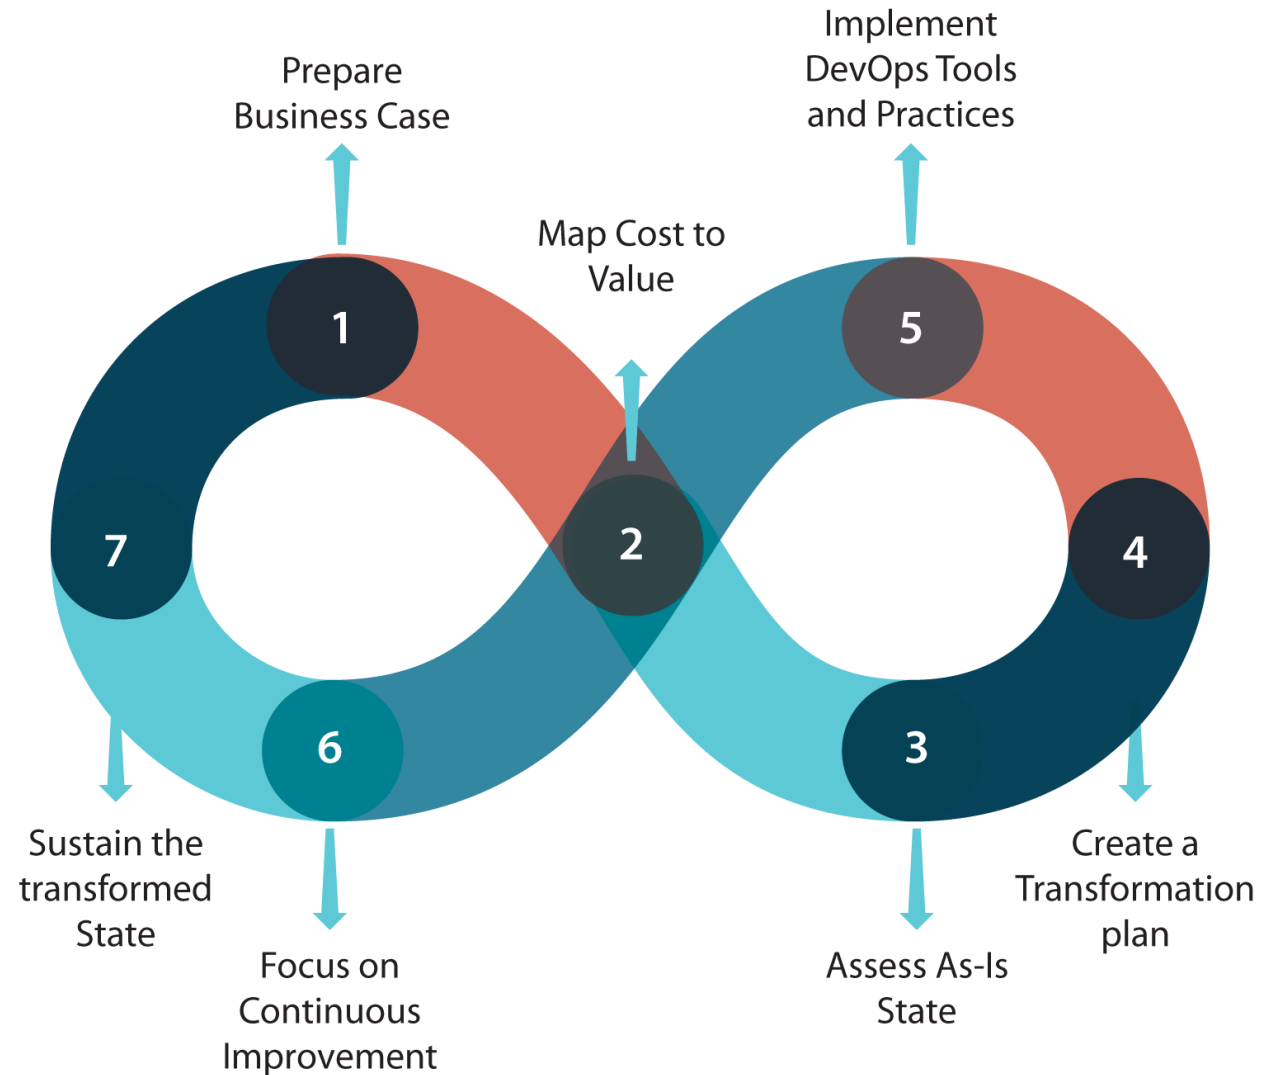 Implement
DevOps Tools
and Practices
Prepare
Business Case
Map Cost to
Value
1
5
2
7
4
6
3
Sustain the
transformed
State
Create a
Transformation
plan
Focus on
Continuous
Improvement
Assess As-Is
State